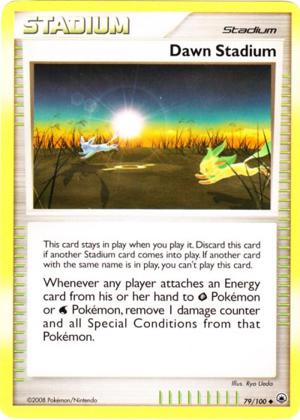 STADIUM
Stadium
Dawn Stadium
This card stays in play when you play it. Discard this card
if another Stadium card comes into play. If another card
with the same name is in play, you can't play this card.
Whenever any player attaches an Energy
card from his or her hand to Pokémon
or Pokémon, remove 1 damage counter
and all Special Conditions from that
Pokémon.
Illus. Ryo Ueda
©2008 Pokémon/Nintendo
79/100